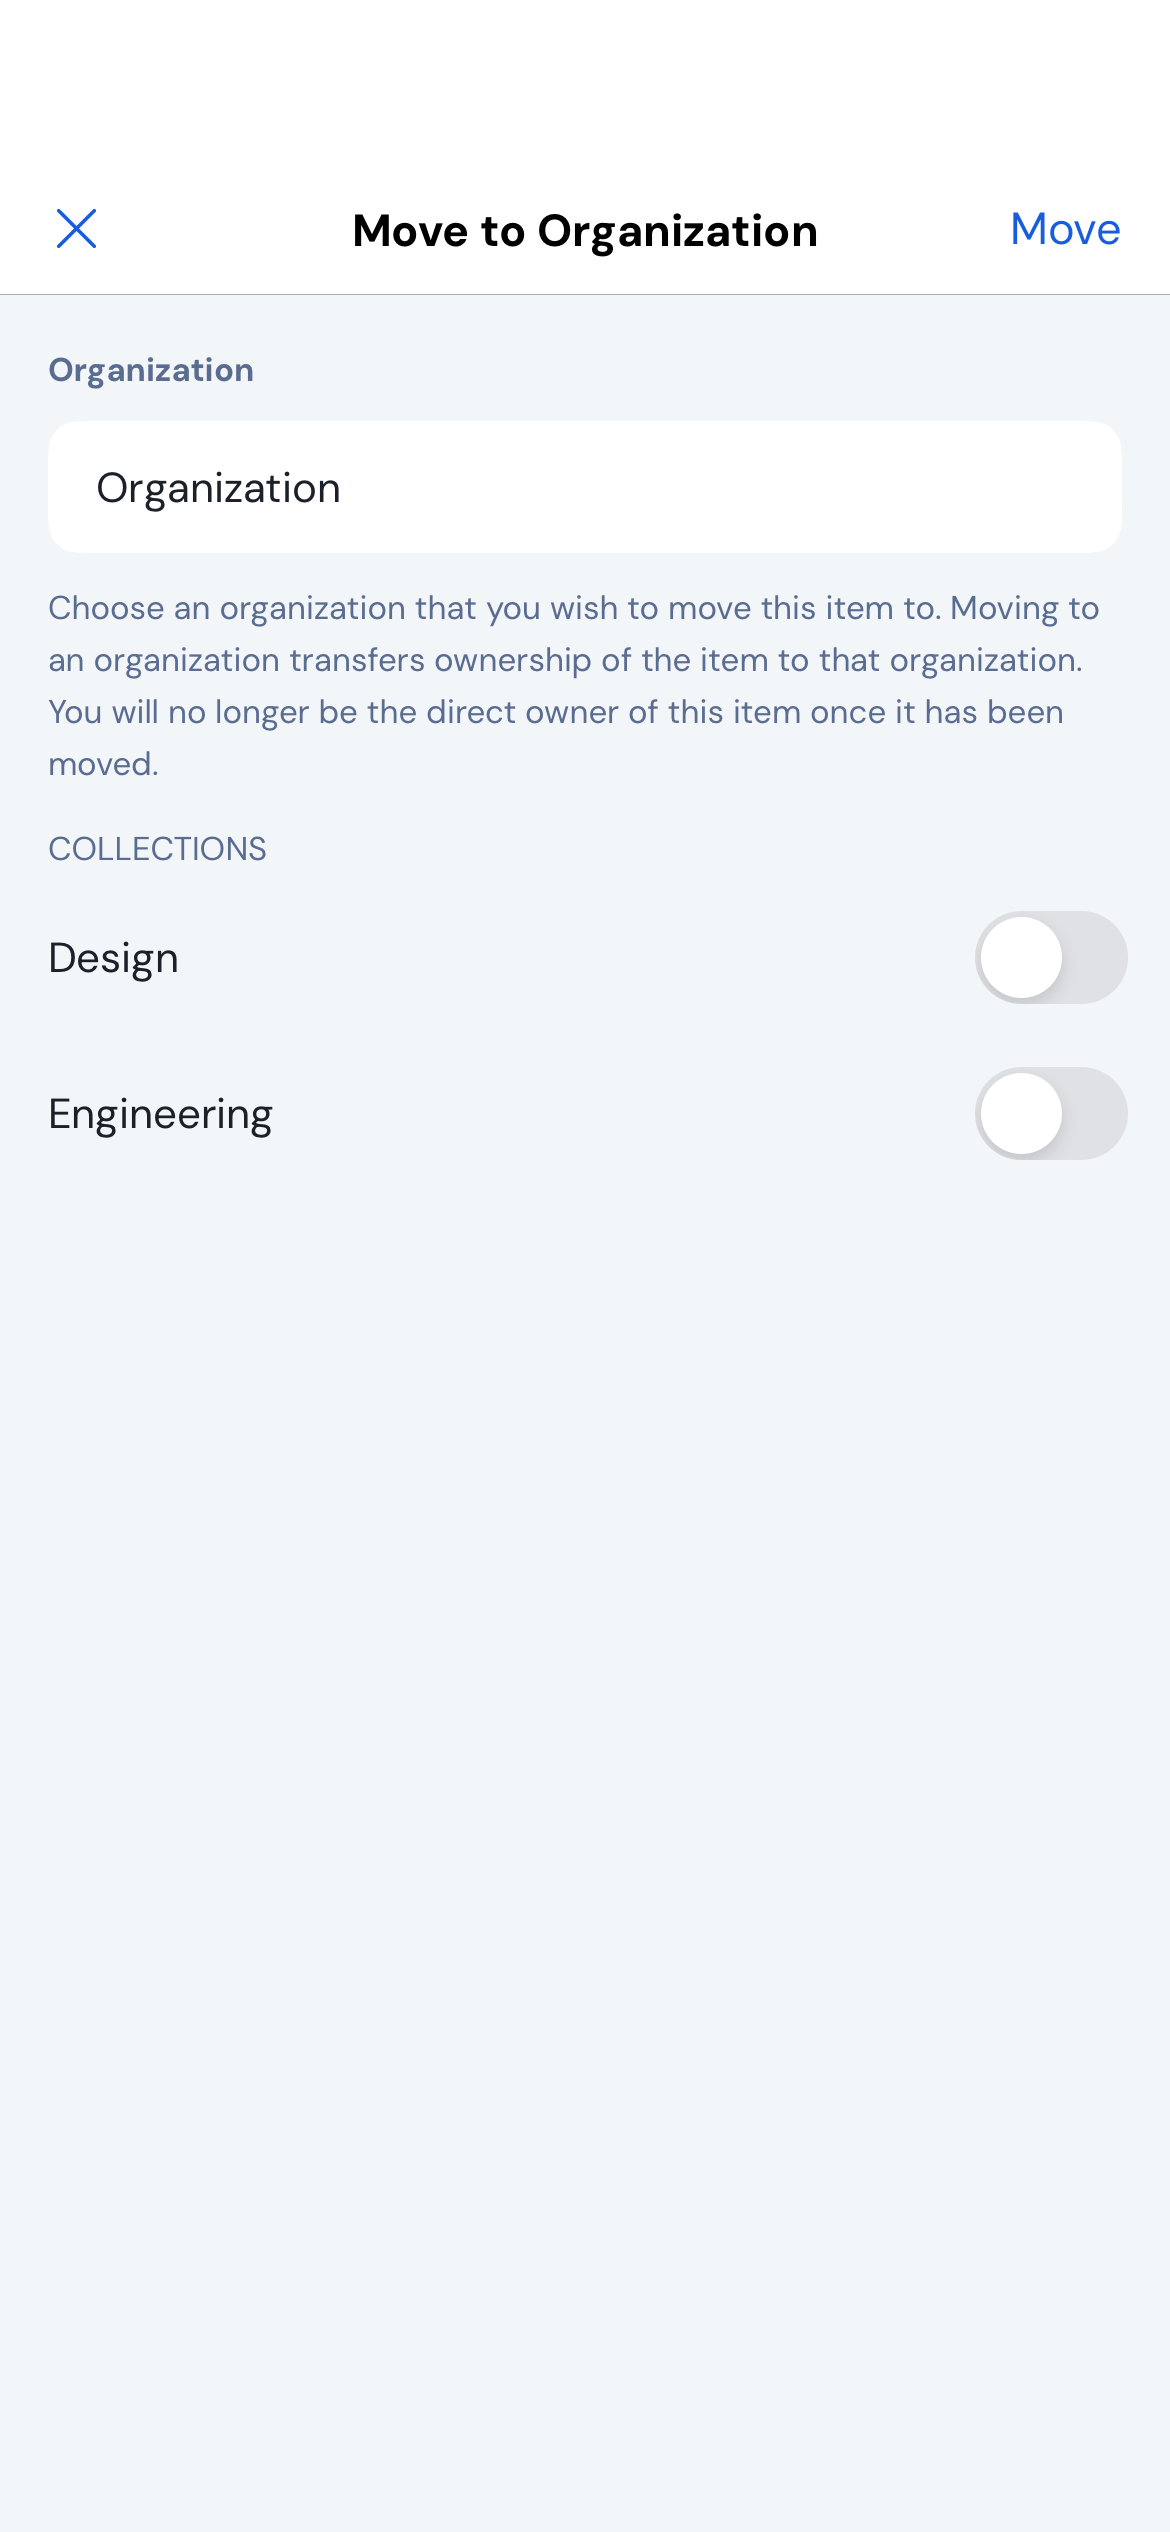 Move to Organization
Move
Organization
Organization
Choose an organization that you wish to move this item to. Moving to
an organization transfers ownership of the item to that organization.
You will no longer be the direct owner of this item once it has been
moved.
COLLECTIONS
Design
Engineering